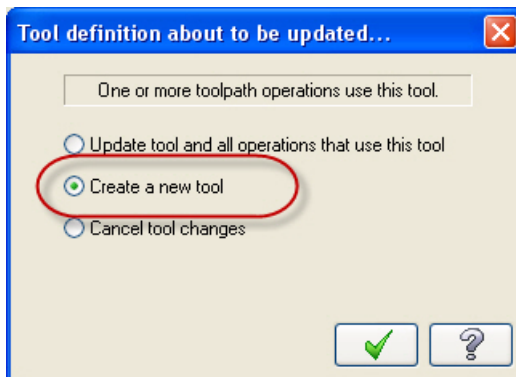 Tool definition about to be updated...
One or more toolpath operations use this tool.
Update tool and all operations that use this tool
Create a new tool
Cancel tool changes